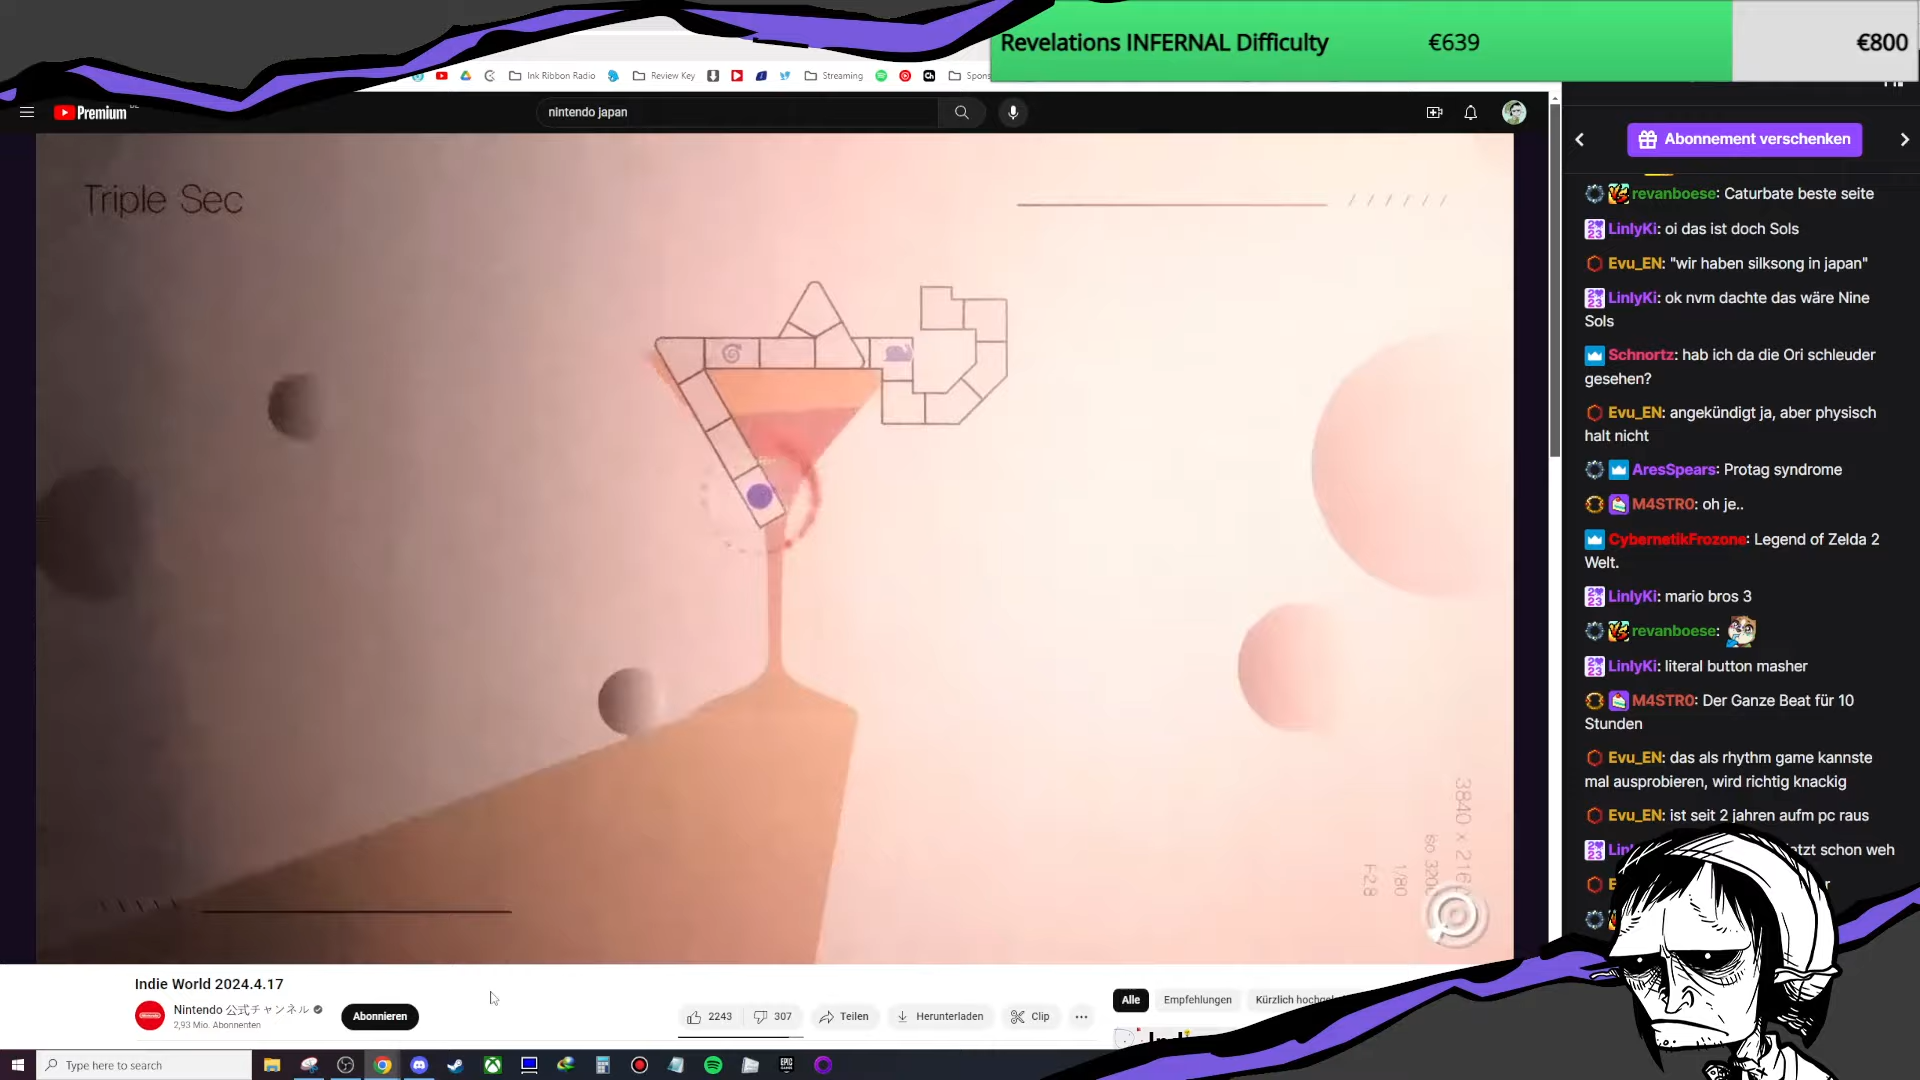 Revelations INFERNAL Difficulty €639 €800
Ink Ribbon Radio Review Key Streaming
Premium
nintendo japan
Abonnement verschenken
Triple Sec
revanboese: Caturbate beste seite
LinlyKi: oi das ist doch Sols
Evu_EN: "wir haben silksong in japan"
LinlyKi: ok nvm dachte das wäre Nine
Sols
Schnortz: hab ich da die Ori schleuder
gesehen?
Evu_EN: angekündigt ja, aber physisch
halt nicht
AresSpears: Protag syndrome
M4STR0: oh je..
CybernetikFrozone: Legend of Zelda 2
Welt.
LinlyKi: mario bros 3
revanboese:
LinlyKi: literal button masher
M4STR0: Der Ganze Beat für 10
Stunden
Evu_EN: das als rhythm game kannste
mal ausprobieren, wird richtig knackig
Evu_EN: ist seit 2 jahren aufm pc raus
schon weh
1/80
F2.8
Indie World 2024.4.17
Nintendo 公式チャンネル
2,93 Mio. Abonnenten
Abonnieren
2243
307
Teilen
Herunterladen
Clip
Alle
Empfehlungen
Kürzlich
Type here to search